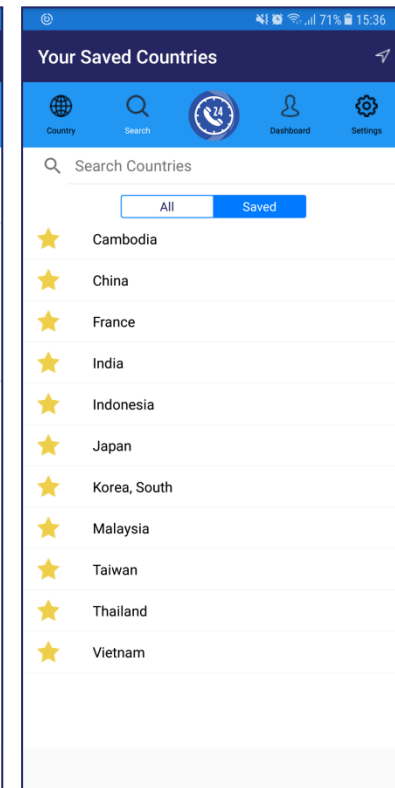 71% 15:36
Your Saved Countries
24
Country Search Dashboard Settings
Search Countries
All Saved
Cambodia
China
France
India
Indonesia
Japan
Korea, South
Malaysia
Taiwan
Thailand
Vietnam